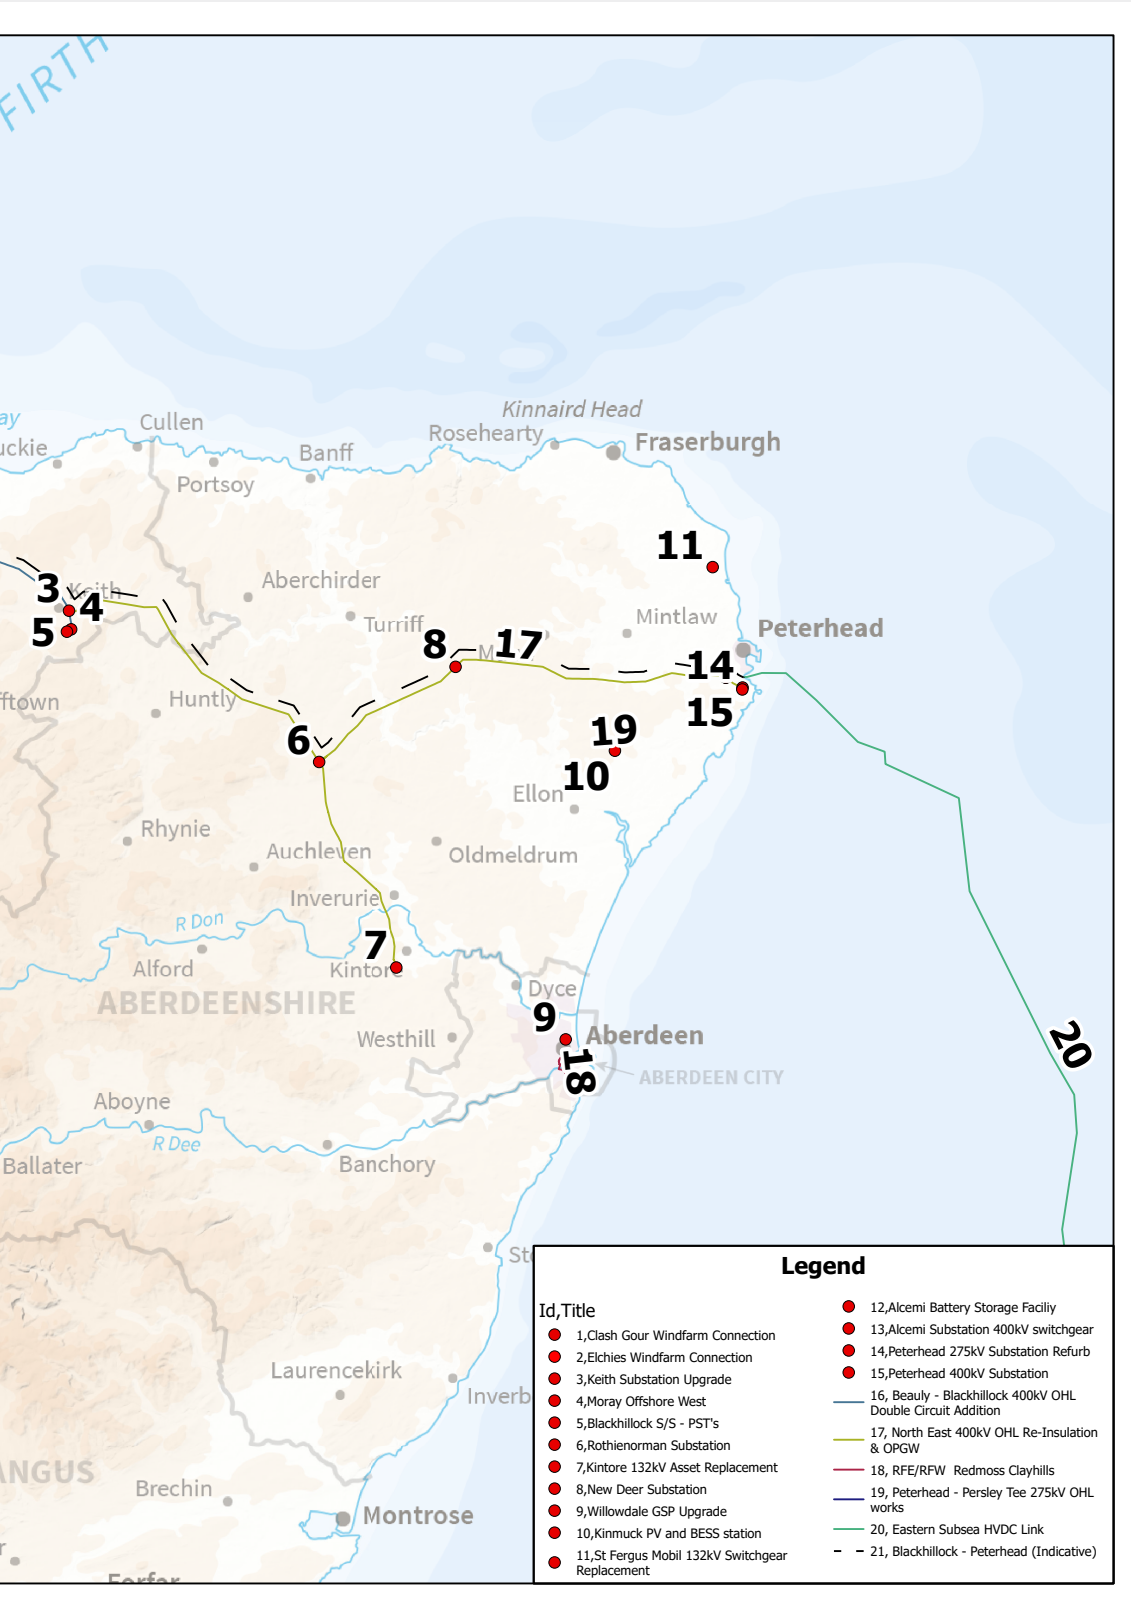 FIRTH
Kinnaird Head
ay
Cullen
Rosehearty
Fraserburgh
uckie
Banff
Portsoy
11
3
Keith
4
Aberchirder
5
Turriff
Mintlaw
Peterhead
8
17
14
fftown
Huntly
15
6
19
10
Ellon
Rhynie
Auchleven
Oldmeldrum
Inverurie
R Don
7
Alford
Kintore
Dyce
ABERDEENSHIRE
9
Westhill
Aberdeen
18
20
ABERDEEN CITY
Aboyne
R Dee
Ballater
Banchory
Laurencekirk
Inverb
ANGUS
Brechin
Montrose
r
Forfar
Legend
Id,Title
1,Clash Gour Windfarm Connection
2,Elchies Windfarm Connection
3,Keith Substation Upgrade
4,Moray Offshore West
5,Blackhillock S/S - PST's
6,Rothienorman Substation
7,Kintore 132kV Asset Replacement
8,New Deer Substation
9,Willowdale GSP Upgrade
10,Kinmuck PV and BESS station
11,St Fergus Mobil 132kV Switchgear
Replacement
12,Alcemi Battery Storage Faciliy
13,Alcemi Substation 400kV switchgear
14,Peterhead 275kV Substation Refurb
15,Peterhead 400kV Substation
16, Beauly - Blackhillock 400kV OHL
Double Circuit Addition
17, North East 400kV OHL Re-Insulation
& OPGW
18, RFE/RFW  Redmoss Clayhills
19, Peterhead - Persley Tee 275kV OHL
works
20, Eastern Subsea HVDC Link
21, Blackhillock - Peterhead (Indicative)